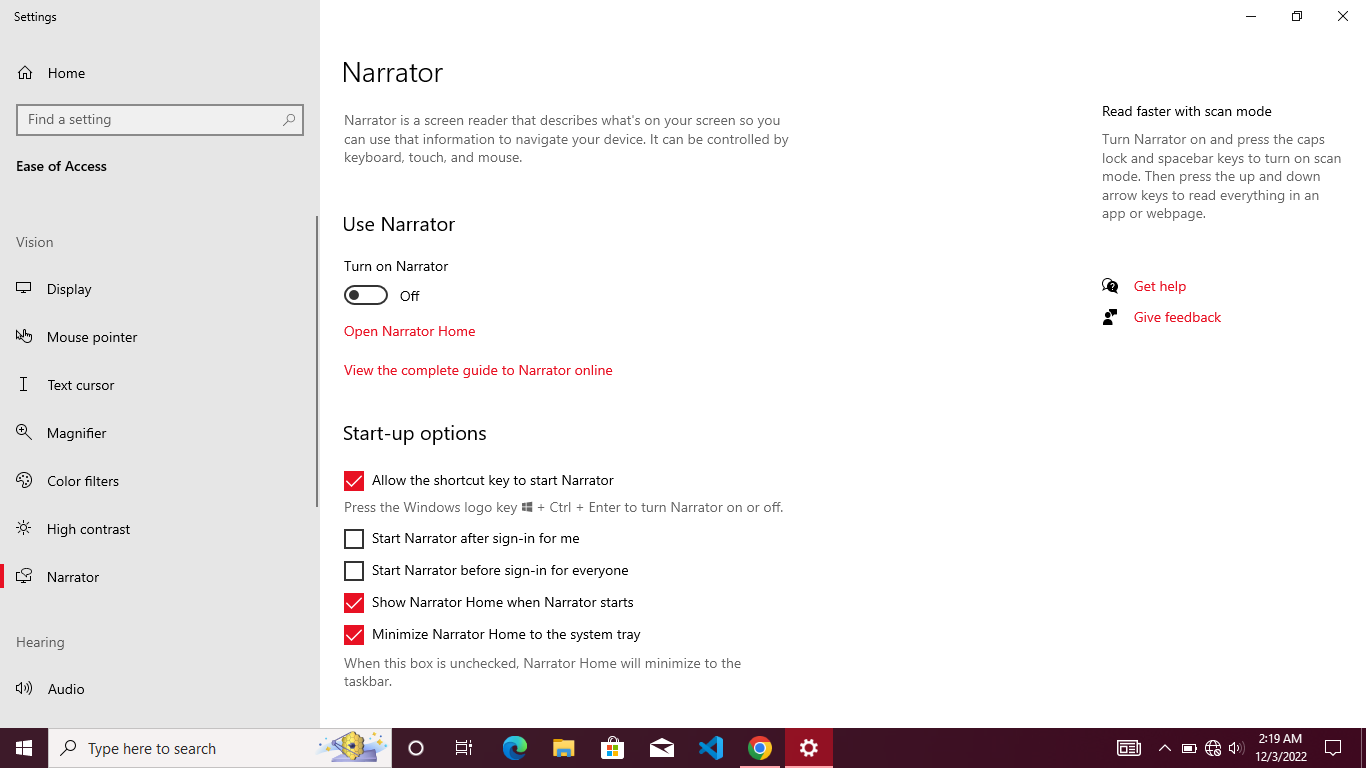 Settings
Home
Find a setting
Ease of Access
Vision
Display
Mouse pointer
Text cursor
Magnifier
Color filters
High contrast
Narrator
Hearing
Audio
Narrator
Narrator is a screen reader that describes what's on your screen so you
can use that information to navigate your device. It can be controlled by
keyboard, touch, and mouse.
Use Narrator
Turn on Narrator
Off
Open Narrator Home
View the complete guide to Narrator online
Start-up options
Allow the shortcut key to start Narrator
Press the Windows logo key + Ctrl + Enter to turn Narrator on or off.
Start Narrator after sign-in for me
Start Narrator before sign-in for everyone
Show Narrator Home when Narrator starts
Minimize Narrator Home to the system tray
When this box is unchecked, Narrator Home will minimize to the
taskbar.
Read faster with scan mode
Turn Narrator on and press the caps
lock and spacebar keys to turn on scan
mode. Then press the up and down
arrow keys to read everything in an
app or webpage.
Get help
Give feedback
Type here to search
2:19 AM
12/3/2022